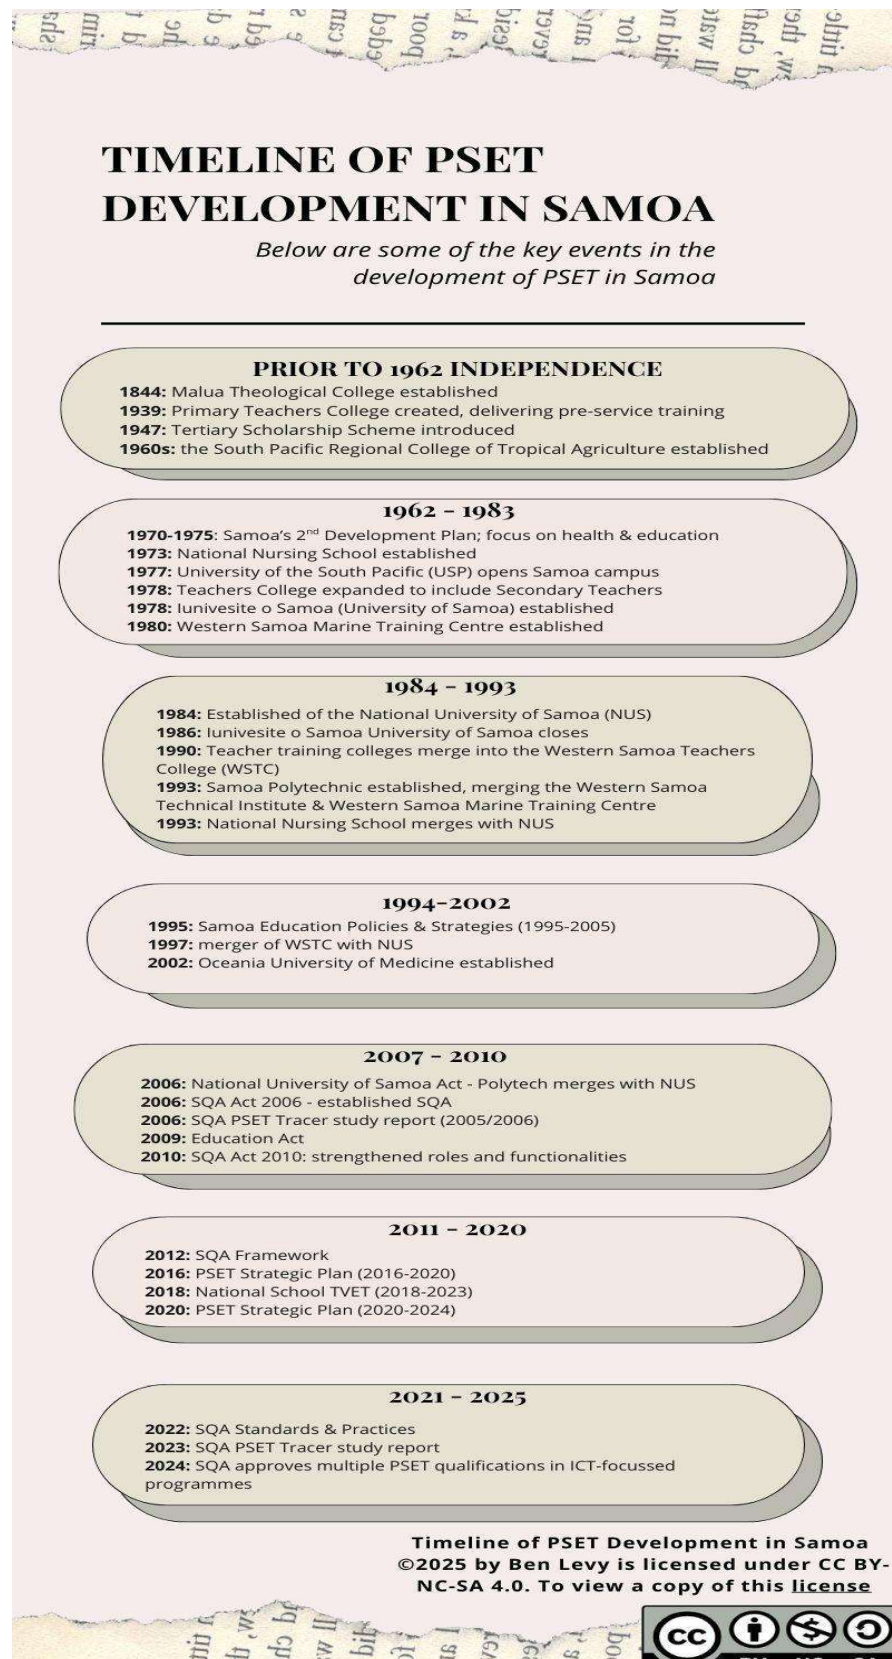 TIMELINE OF PSET
DEVELOPMENT IN SAMOA
Below are some of the key events in the
development of PSET in Samoa
PRIOR TO 1962 INDEPENDENCE
1844: Malua Theological College established
1939: Primary Teachers College created, delivering pre-service training
1947: Tertiary Scholarship Scheme introduced
1960s: the South Pacific Regional College of Tropical Agriculture established
1962 - 1983
1970-1975: Samoa's 2nd Development Plan; focus on health & education
1973: National Nursing School established
1977: University of the South Pacific (USP) opens Samoa campus
1978: Teachers College expanded to include Secondary Teachers
1978: Iunivesite o Samoa (University of Samoa) established
1980: Western Samoa Marine Training Centre established
1984 - 1993
1984: Established of the National University of Samoa (NUS)
1986: Iunivesite o Samoa University of Samoa closes
1990: Teacher training colleges merge into the Western Samoa Teachers
College (WSTC)
1993: Samoa Polytechnic established, merging the Western Samoa
Technical Institute & Western Samoa Marine Training Centre
1993: National Nursing School merges with NUS
1994-2002
1995: Samoa Education Policies & Strategies (1995-2005)
1997: merger of WSTC with NUS
2002: Oceania University of Medicine established
2007 - 2010
2006: National University of Samoa Act - Polytech merges with NUS
2006: SQA Act 2006 - established SQA
2006: SQA PSET Tracer study report (2005/2006)
2009: Education Act
2010: SQA Act 2010: strengthened roles and functionalities
2011 - 2020
2012: SQA Framework
2016: PSET Strategic Plan (2016-2020)
2018: National School TVET (2018-2023)
2020: PSET Strategic Plan (2020-2024)
2021 - 2025
2022: SQA Standards & Practices
2023: SQA PSET Tracer study report
2024: SQA approves multiple PSET qualifications in ICT-focussed
programmes
Timeline of PSET Development in Samoa
©2025 by Ben Levy is licensed under CC BY-
NC-SA 4.0. To view a copy of this license
cc